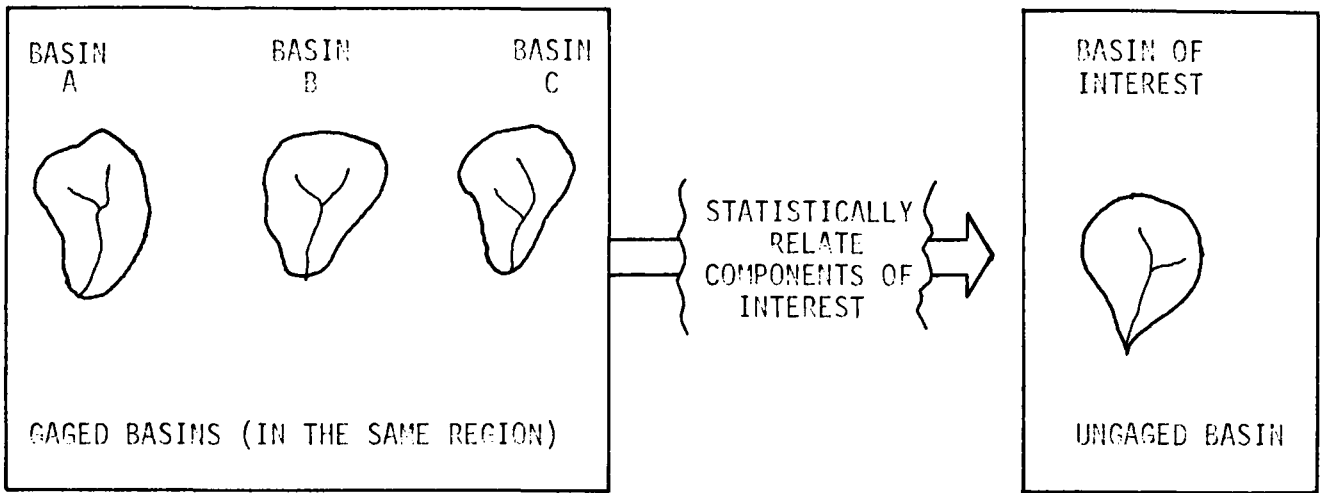 BASIN
A
BASIN
B
BASIN
C
GAGED BASINS (IN THE SAME REGION)
STATISTICALLY
RELATE
COMPONENTS OF
INTEREST
BASIN OF
INTEREST
UNGAGED BASIN